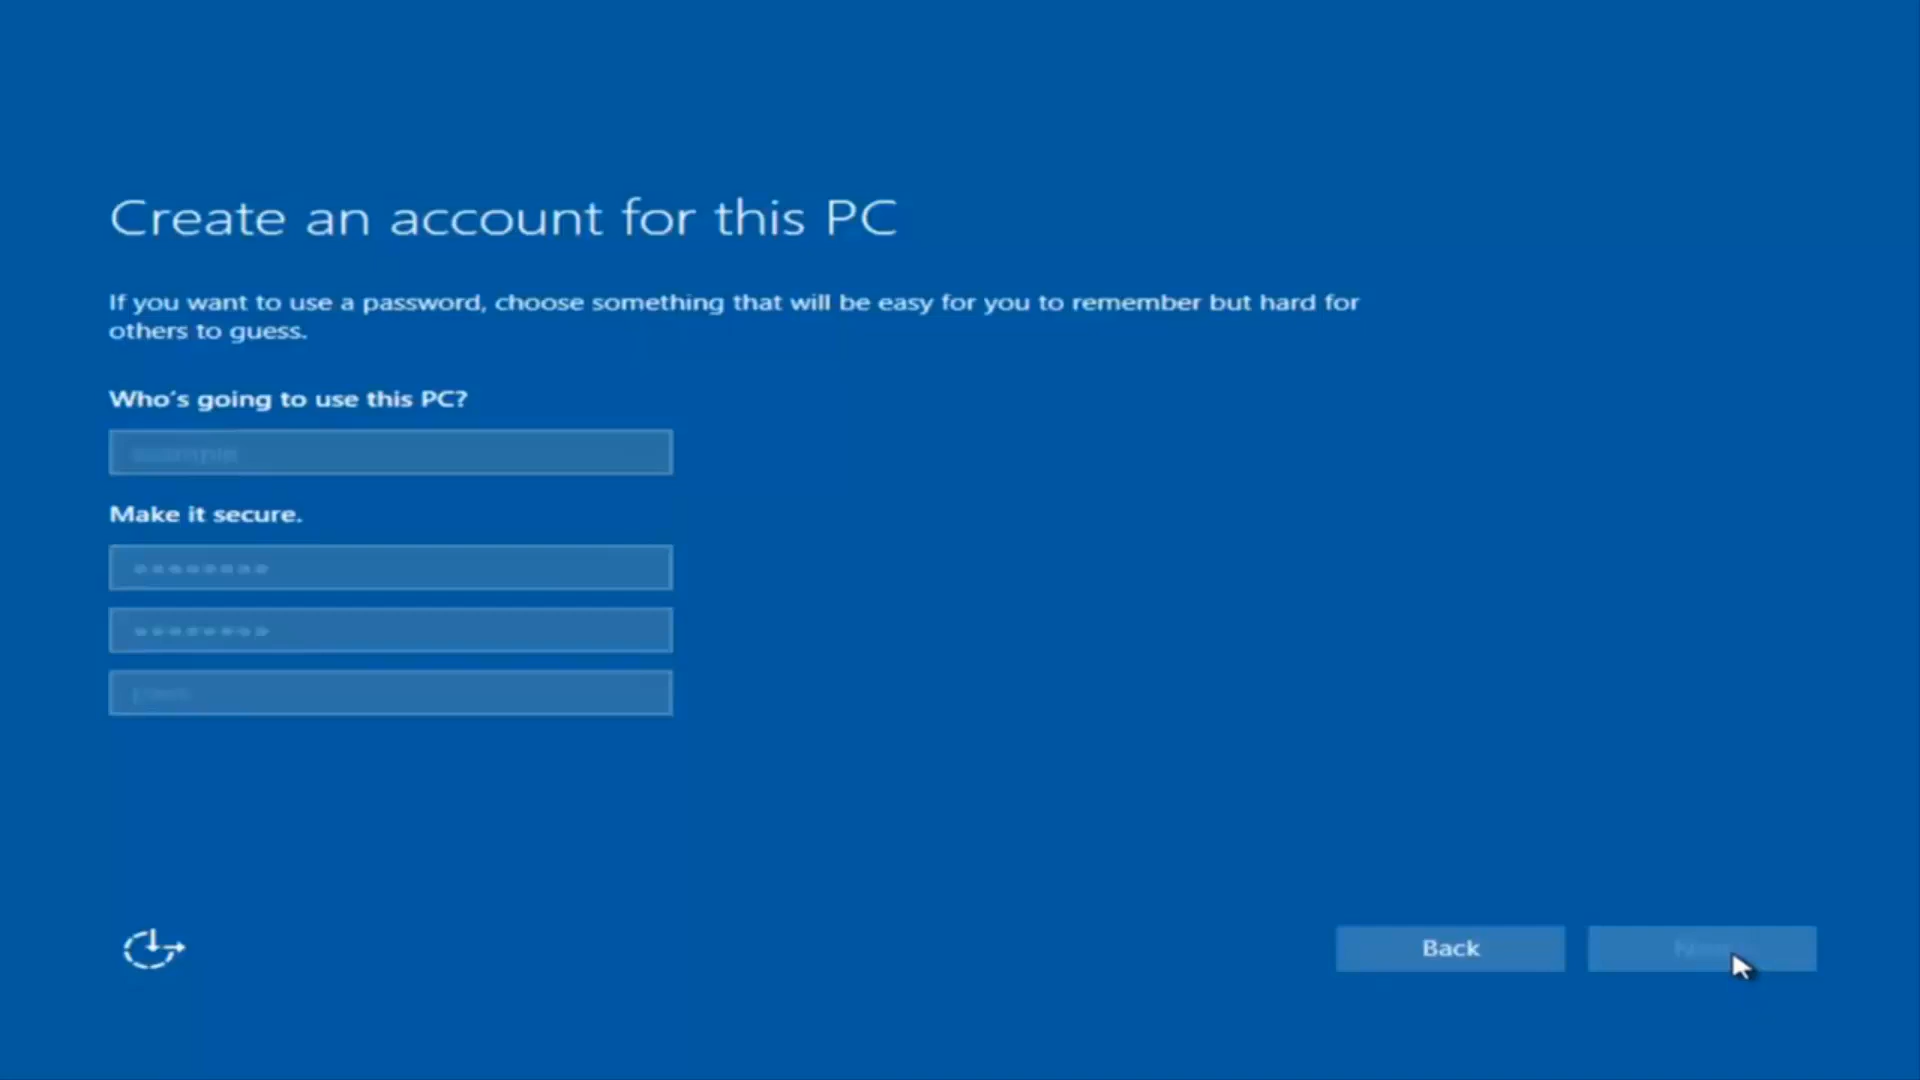 Create an account for this PC
If you want to use a password, choose something that will be easy for you to remember but hard for
others to guess.
Who's going to use this PC?
Make it secure.
••••••••
••••••••
Back